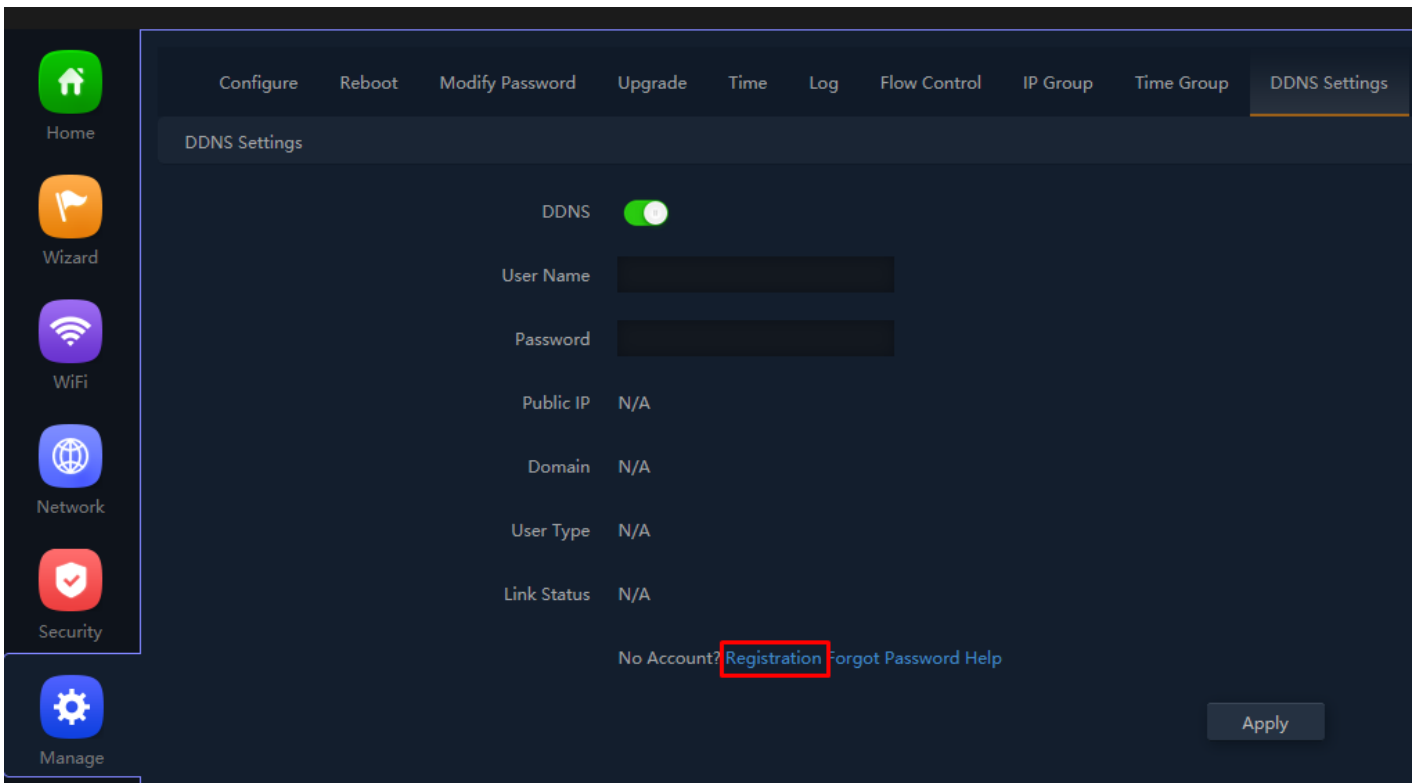 Home
Wizard
WiFi
Network
Security
Manage
Configure Reboot Modify Password Upgrade Time Log Flow Control IP Group Time Group DDNS Settings
DDNS Settings
DDNS
User Name
Password
Public IP N/A
Domain N/A
User Type N/A
Link Status N/A
No Account? Registration Forgot Password Help
Apply